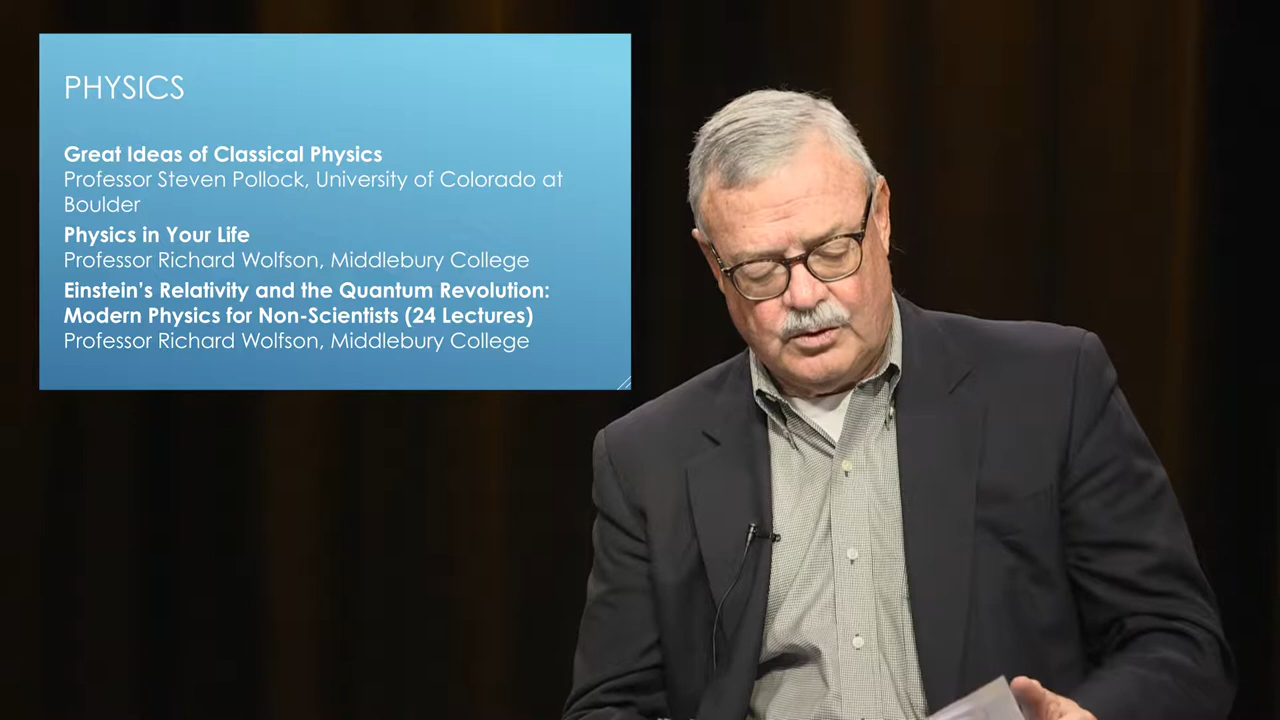 PHYSICS
Great Ideas of Classical Physics
Professor Steven Pollock, University of Colorado at
Boulder
Physics in Your Life
Professor Richard Wolfson, Middlebury College
Einstein's Relativity and the Quantum Revolution:
Modern Physics for Non-Scientists (24 Lectures)
Professor Richard Wolfson, Middlebury College